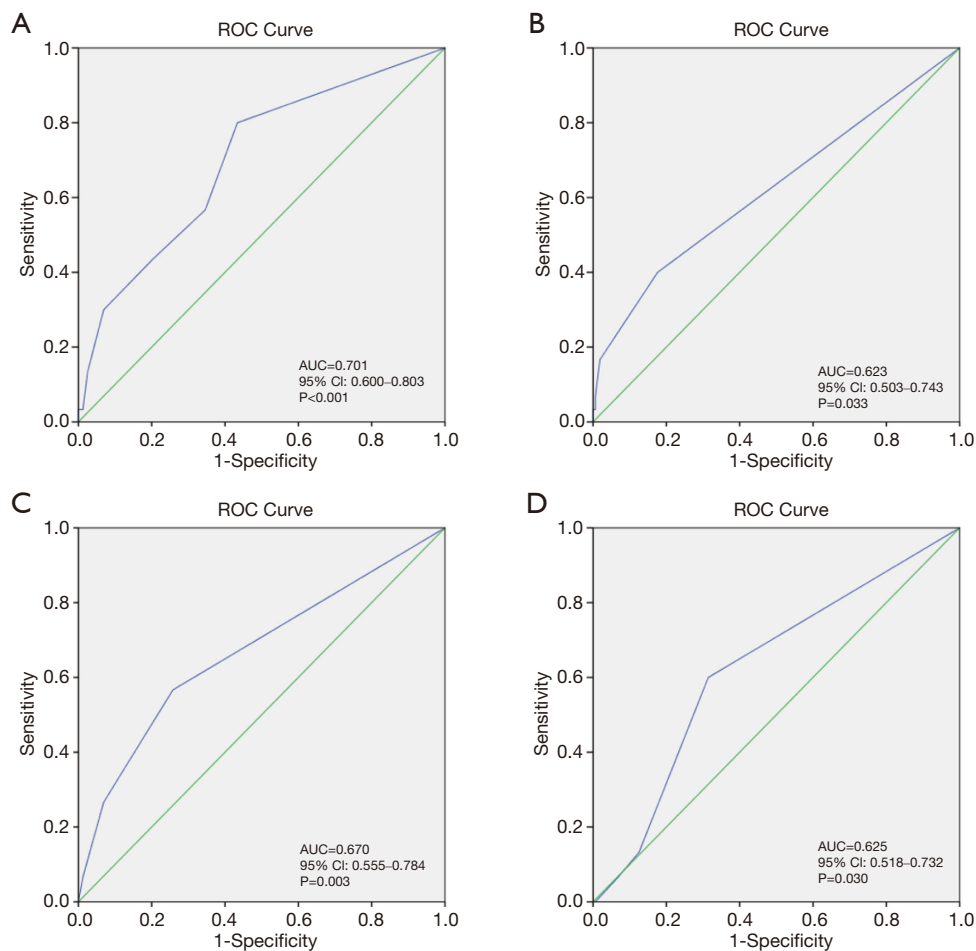 A
ROC Curve
1.0
0.8
0.6
0.4
0.2
0.0
Sensitivity
AUC=0.701
95% CI: 0.600–0.803
P<0.001
0.0 0.2 0.4 0.6 0.8 1.0
1-Specificity
B
ROC Curve
1.0
0.8
0.6
0.4
0.2
0.0
Sensitivity
AUC=0.623
95% CI: 0.503–0.743
P=0.033
0.0 0.2 0.4 0.6 0.8 1.0
1-Specificity
C
ROC Curve
1.0
0.8
0.6
0.4
0.2
0.0
Sensitivity
AUC=0.670
95% CI: 0.555–0.784
P=0.003
0.0 0.2 0.4 0.6 0.8 1.0
1-Specificity
D
ROC Curve
1.0
0.8
0.6
0.4
0.2
0.0
Sensitivity
AUC=0.625
95% CI: 0.518–0.732
P=0.030
0.0 0.2 0.4 0.6 0.8 1.0
1-Specificity